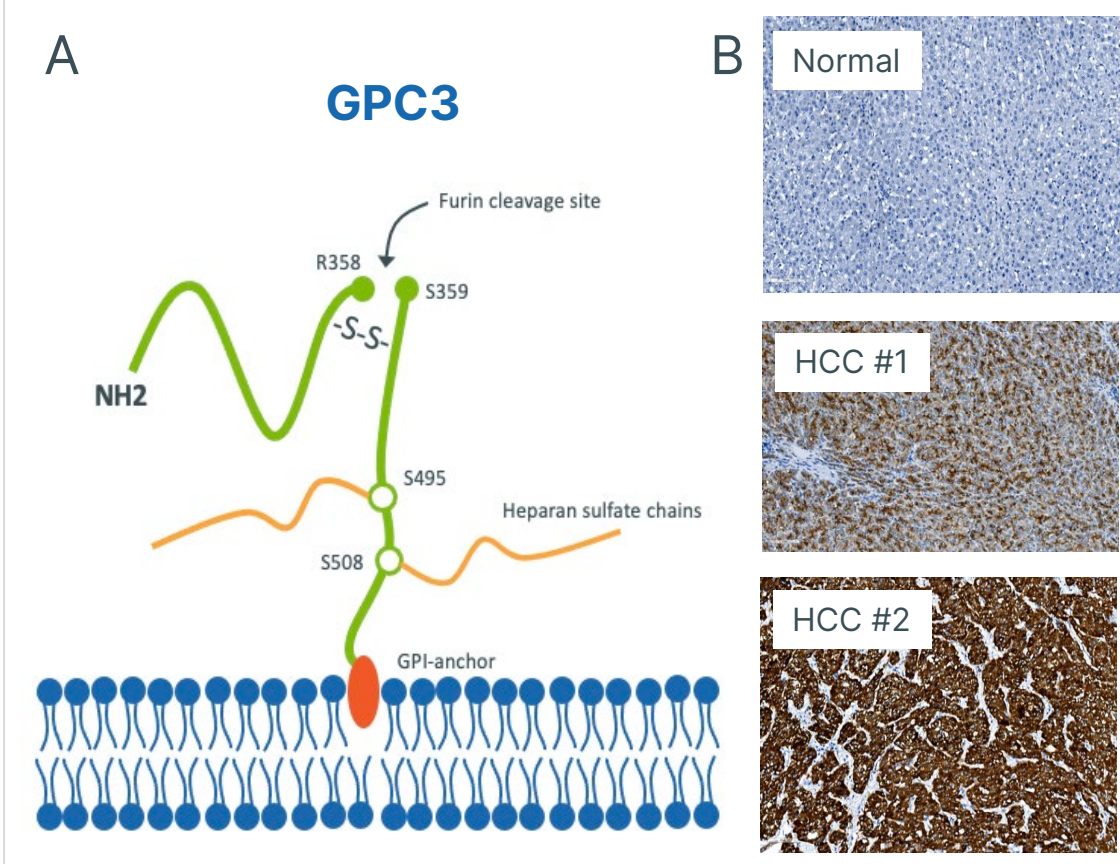 A
GPC3
Furin cleavage site
R358
S359
-S-S-
NH2
S495
Heparan sulfate chains
S508
GPI-anchor
B
Normal
HCC #1
HCC #2